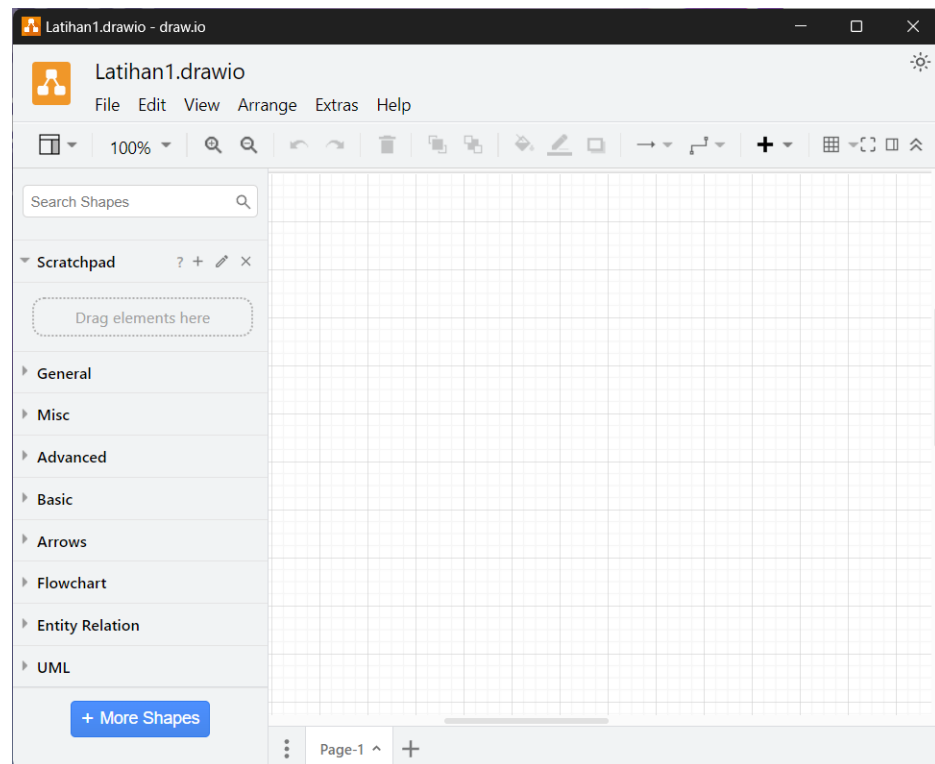 Latihan1.drawio - draw.io
Latihan1.drawio
File Edit View Arrange Extras Help
100%
Search Shapes
Scratchpad ? + ×
Drag elements here
General
Misc
Advanced
Basic
Arrows
Flowchart
Entity Relation
UML
+ More Shapes
Page-1